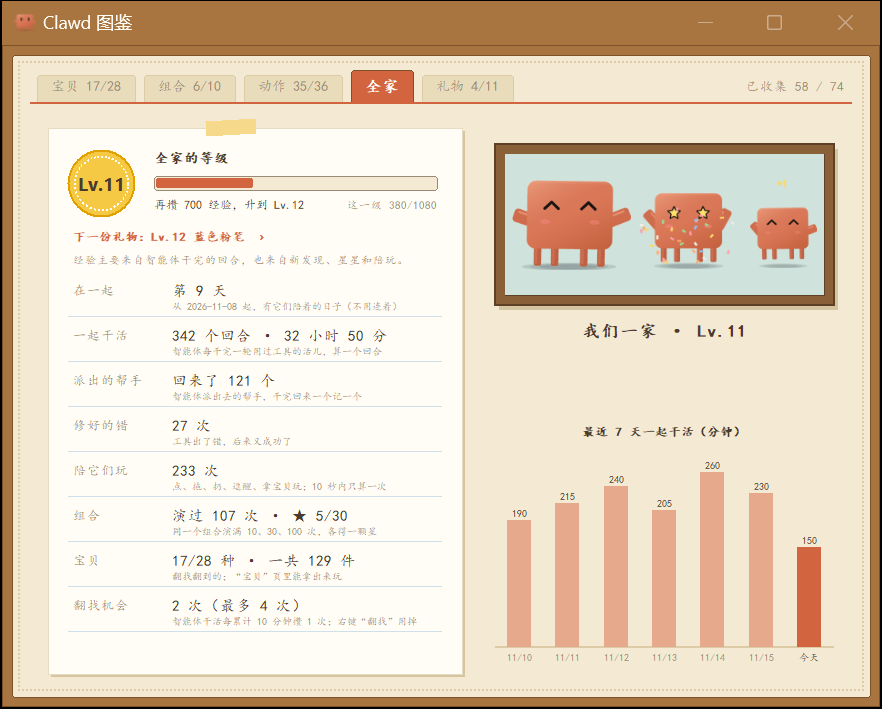 Clawd 图鉴
宝贝 17/28
组合 6/10
动作 35/36
全家
礼物 4/11
已收集 58 / 74
Lv.11
全家的等级
再攒 700 经验，升到 Lv.12
这一级 380/1080
下一份礼物：Lv.12 蓝色粉笔 ›
经验主要来自智能体干完的回合，也来自新发现、星星和陪玩。
在一起
第 9 天
从 2026-11-08 起，有它们陪着的日子（不用连着）
一起干活
342 个回合 · 32 小时 50 分
智能体每干完一轮用过工具的活儿，算一个回合
派出的帮手
回来了 121 个
智能体派出去的帮手，干完回来一个记一个
修好的错
27 次
工具出了错，后来又成功了
陪它们玩
233 次
点、拖、扔、逗醒、拿宝贝玩；10 秒内只算一次
组合
演过 107 次 · ★ 5/30
同一个组合演满 10、30、100 次，各得一颗星
宝贝
17/28 种 · 一共 129 件
翻找翻到的；“宝贝”页里能拿出来玩
翻找机会
2 次（最多 4 次）
智能体干活每累计 10 分钟攒 1 次；右键“翻找”用掉
我们一家 · Lv.11
最近 7 天一起干活（分钟）
190
215
240
205
260
230
150
11/10
11/11
11/12
11/13
11/14
11/15
今天